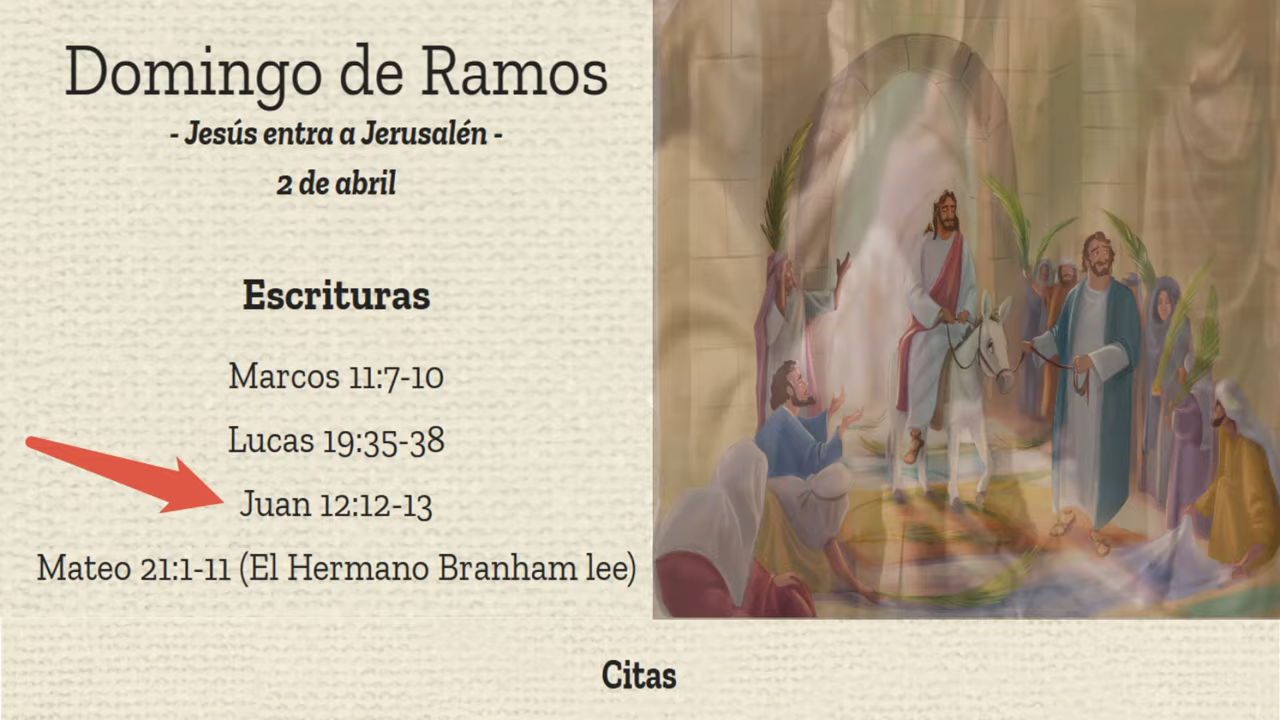 Domingo de Ramos
- Jesús entra a Jerusalén -
2 de abril
Escrituras
Marcos 11:7-10
Lucas 19:35-38
Juan 12:12-13
Mateo 21:1-11 (El Hermano Branham lee)
Citas